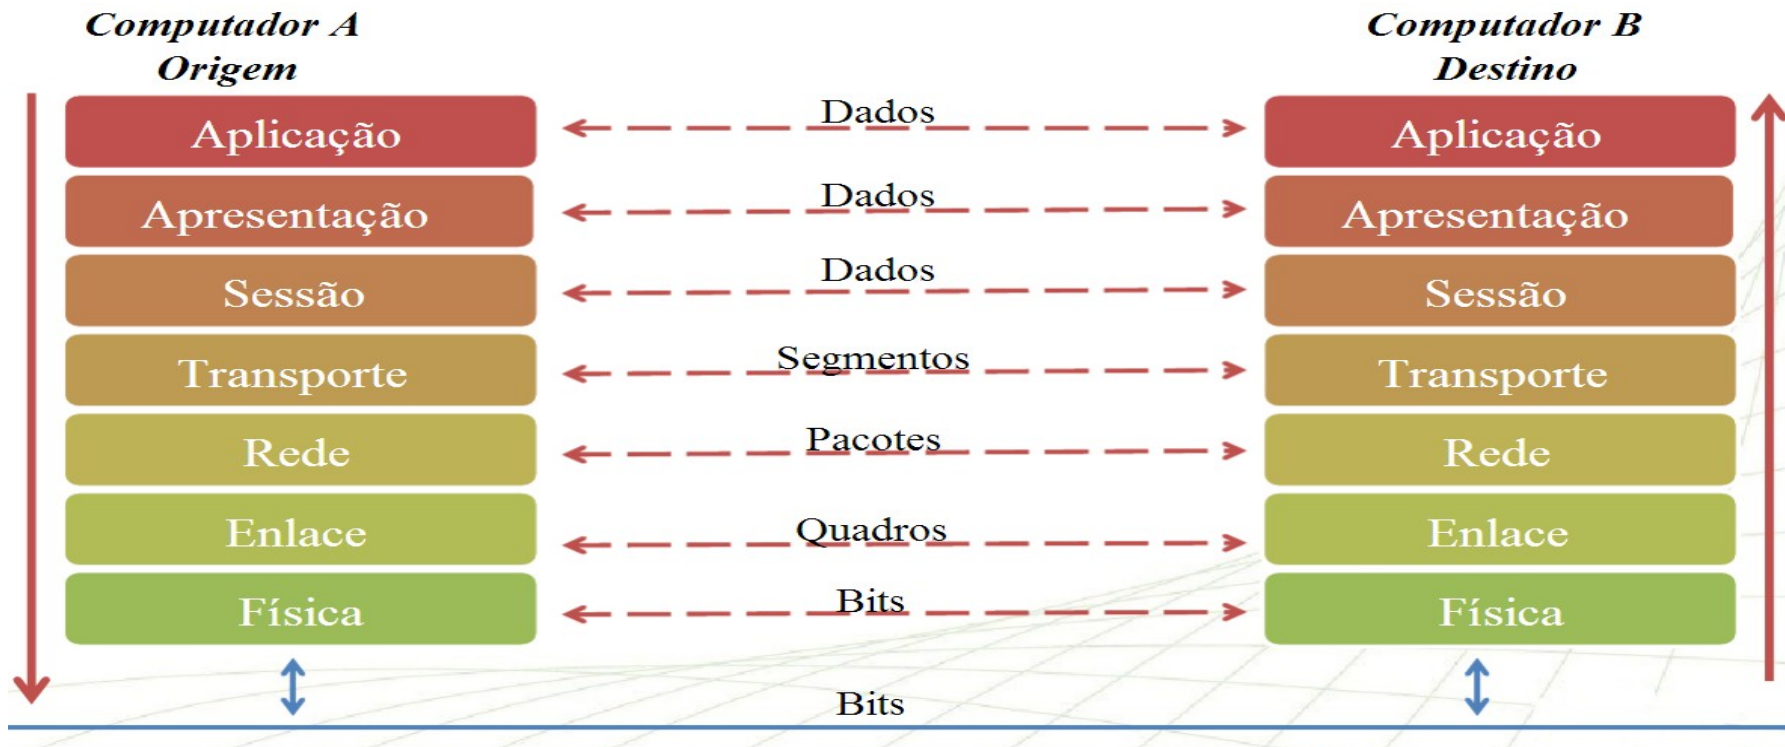 Computador A
Origem
Computador B
Destino
Aplicação
Dados
Aplicação
Apresentação
Dados
Apresentação
Sessão
Dados
Sessão
Transporte
Segmentos
Transporte
Rede
Pacotes
Rede
Enlace
Quadros
Enlace
Física
Bits
Física
Bits